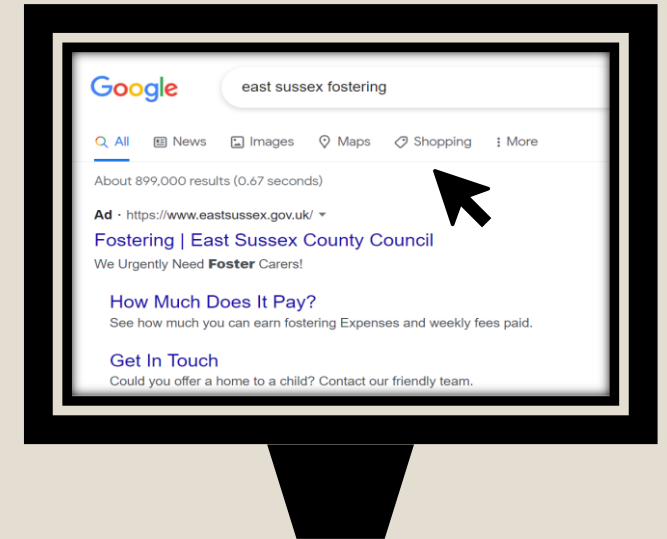 Google east sussex fostering
All News Images Maps Shopping More
About 899,000 results (0.67 seconds)
Ad · https://www.eastsussex.gov.uk/
Fostering | East Sussex County Council
We Urgently Need Foster Carers!
How Much Does It Pay?
See how much you can earn fostering Expenses and weekly fees paid.
Get In Touch
Could you offer a home to a child? Contact our friendly team.